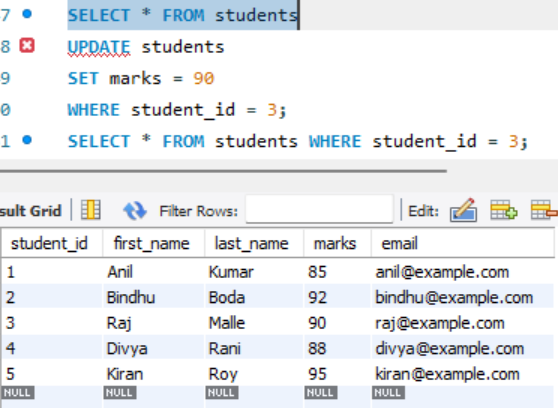 7 SELECT * FROM students
8 UPDATE students
9 SET marks = 90
0 WHERE student_id = 3;
1 SELECT * FROM students WHERE student_id = 3;
sult Grid Filter Rows: Edit:
student_id first_name last_name marks email
1 Anil Kumar 85 anil@example.com
2 Bindhu Boda 92 bindhu@example.com
3 Raj Malle 90 raj@example.com
4 Divya Rani 88 divya@example.com
5 Kiran Roy 95 kiran@example.com
NULL NULL NULL NULL NULL